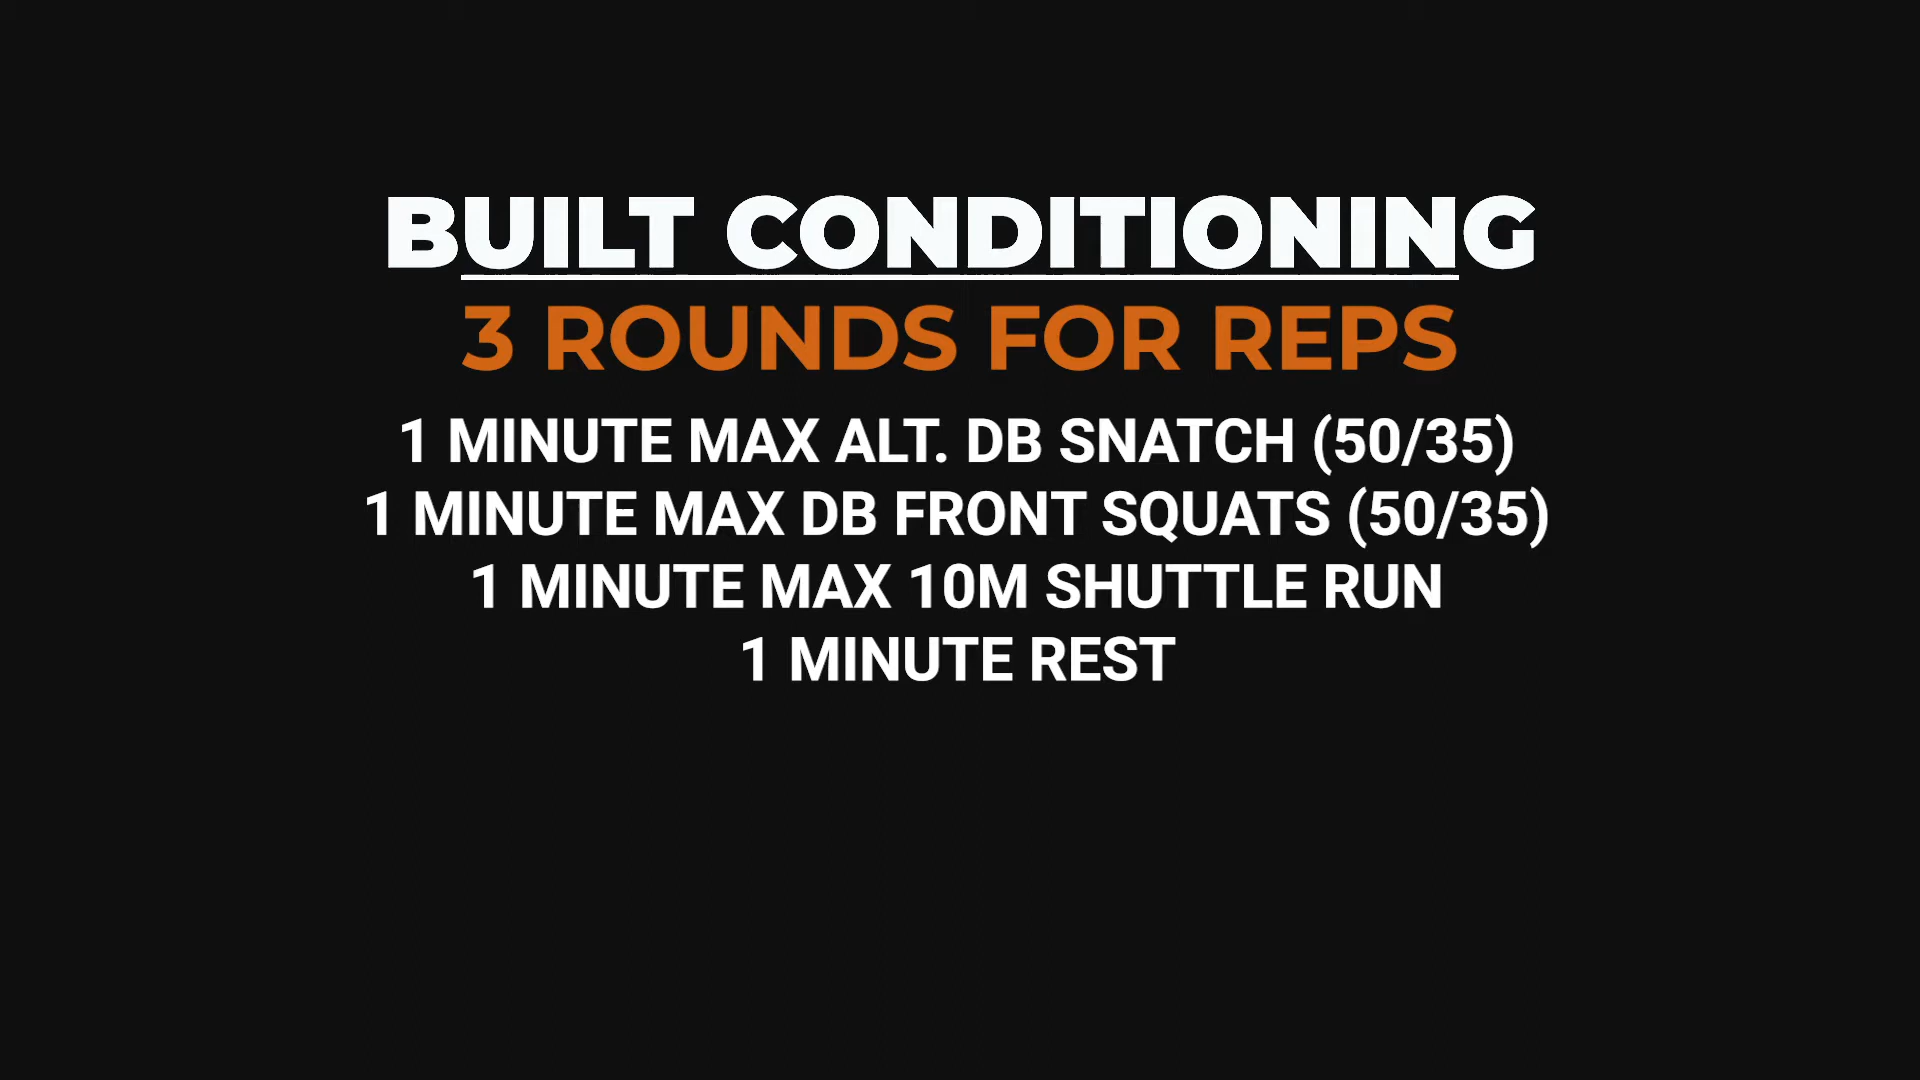 BUILT CONDITIONING
3 ROUNDS FOR REPS
1 MINUTE MAX ALT. DB SNATCH (50/35)
1 MINUTE MAX DB FRONT SQUATS (50/35)
1 MINUTE MAX 10M SHUTTLE RUN
1 MINUTE REST